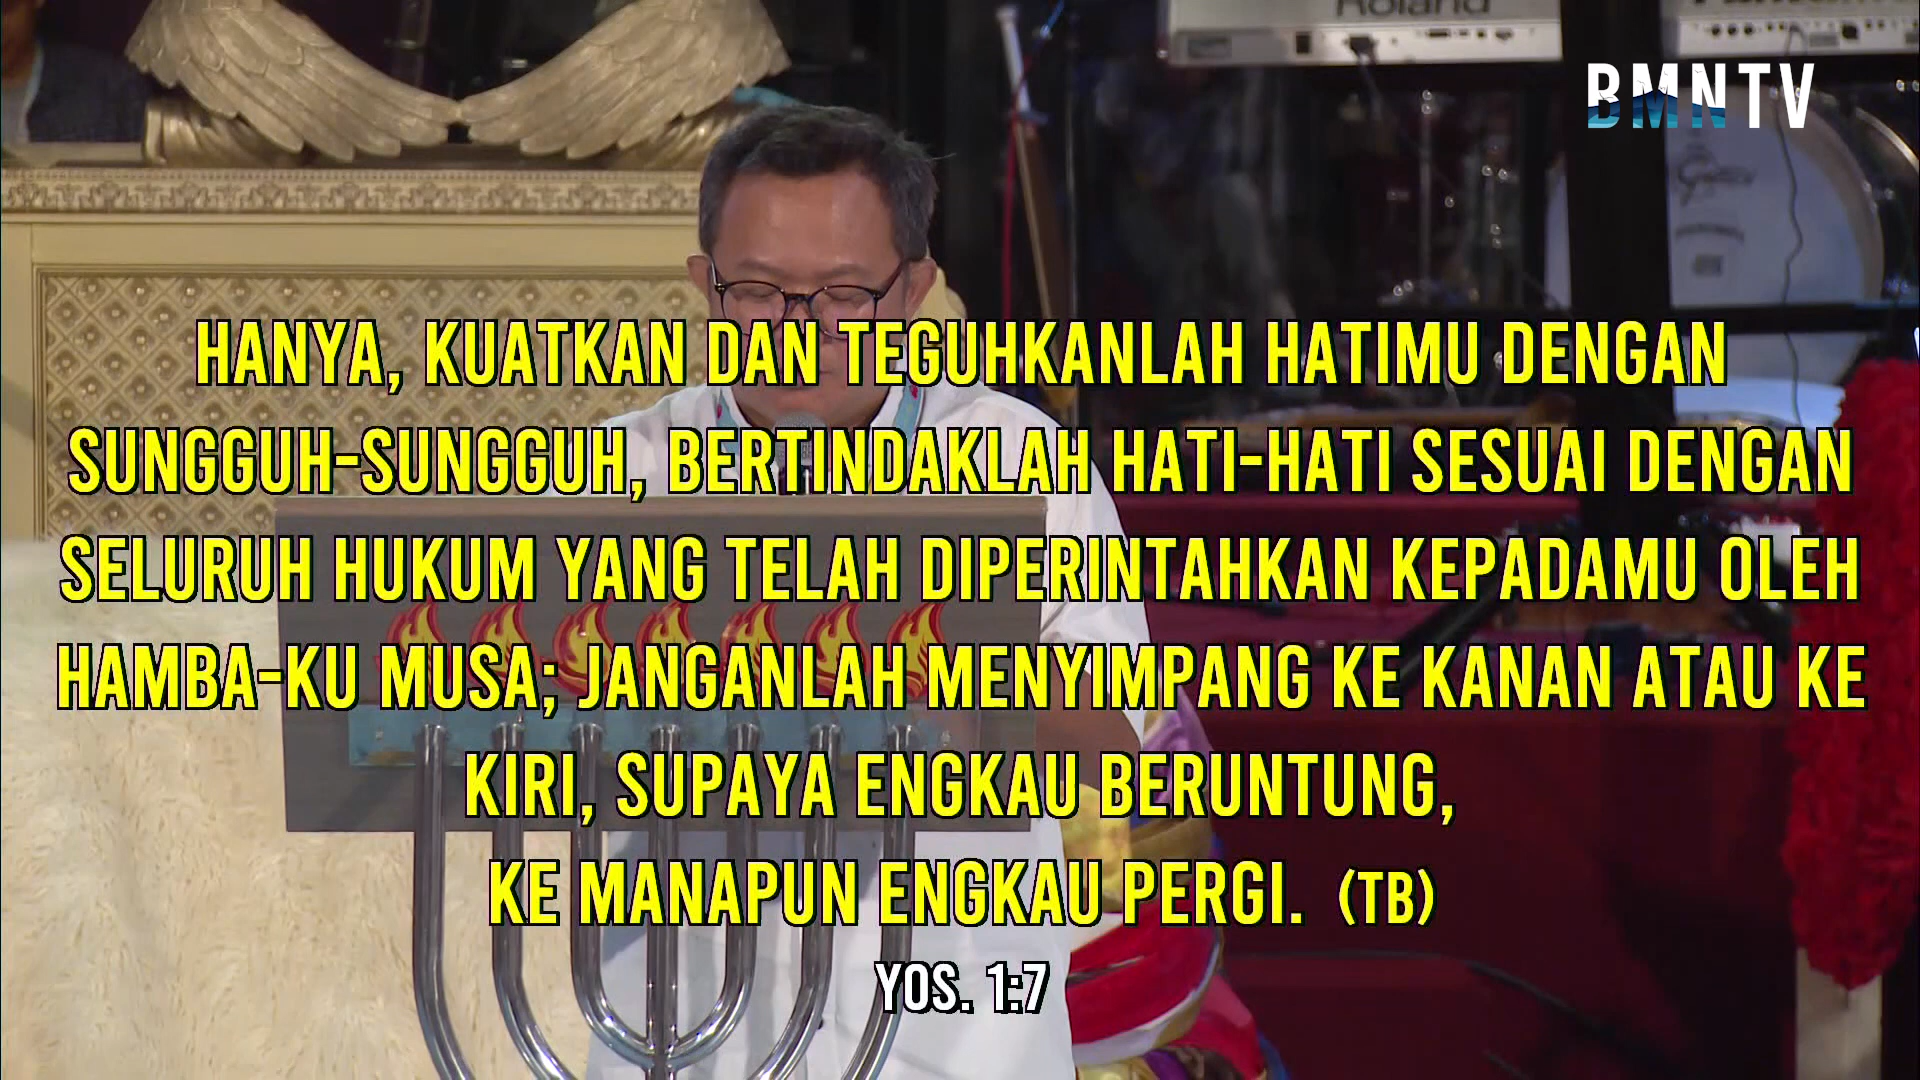 Roland
BMNTV
HANYA, KUATKAN DAN TEGUHKANLAH HATIMU DENGAN
SUNGGUH-SUNGGUH, BERTINDAKLAH HATI-HATI SESUAI DENGAN
SELURUH HUKUM YANG TELAH DIPERINTAHKAN KEPADAMU OLEH
HAMBA-KU MUSA; JANGANLAH MENYIMPANG KE KANAN ATAU KE
KIRI, SUPAYA ENGKAU BERUNTUNG,
KE MANAPUN ENGKAU PERGI. (TB)
YOS. 1:7